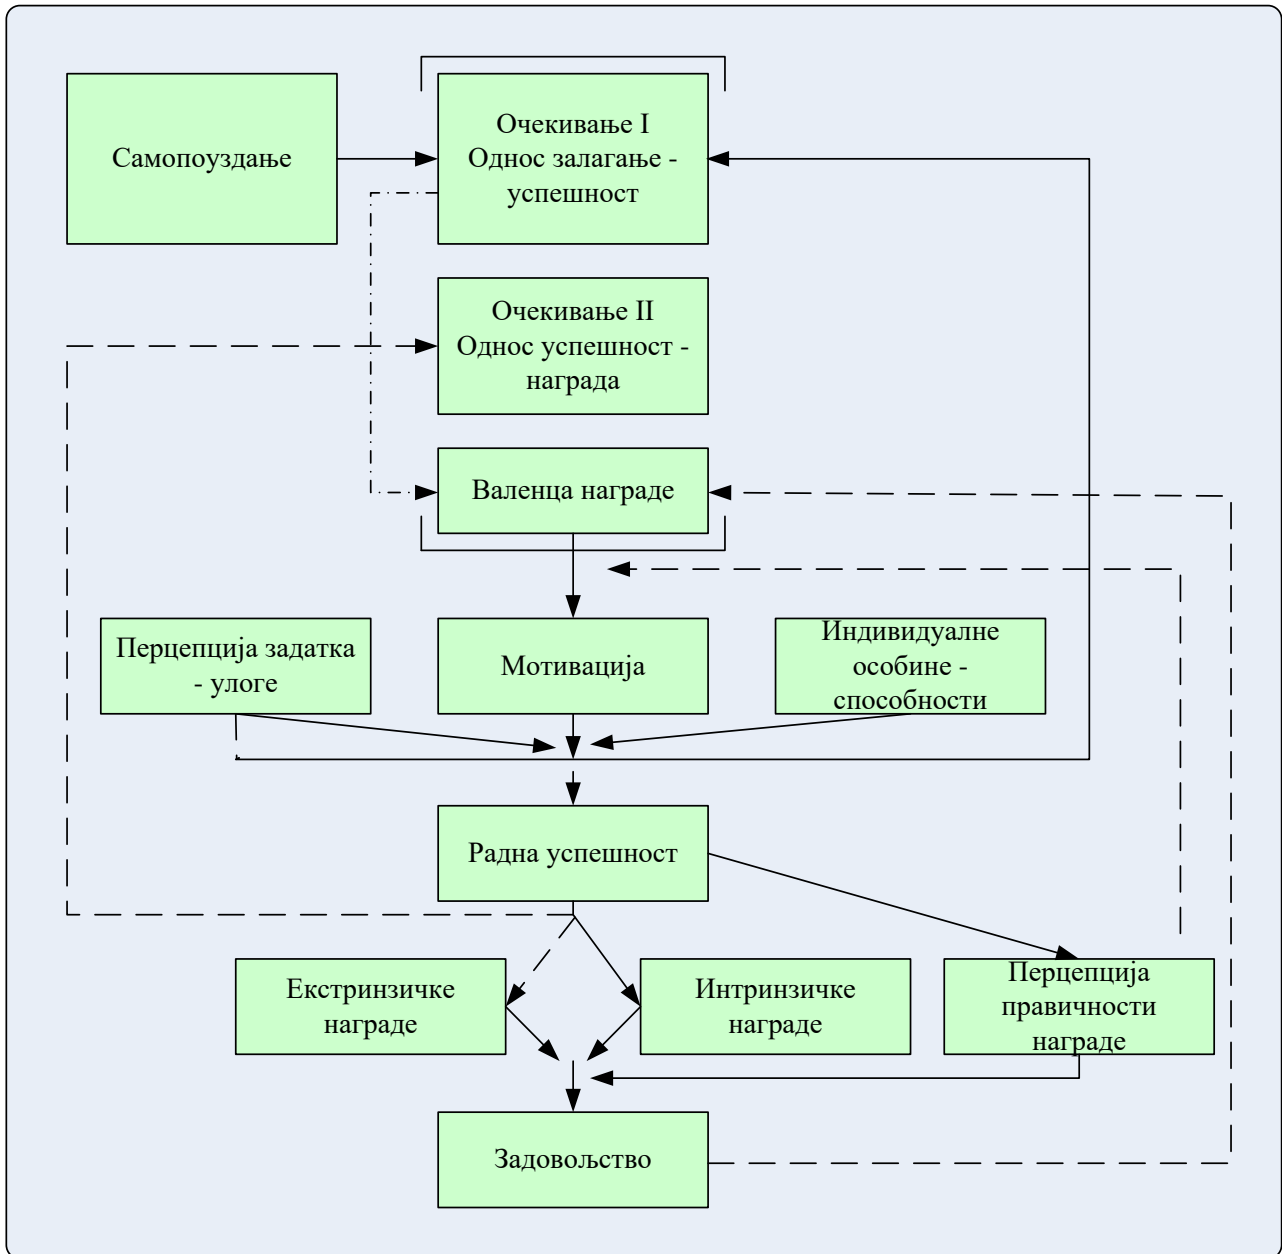 Самопоуздање
Очекивање I
Однос залагање -
успешност
Очекивање II
Однос успешност -
награда
Валенца награде
Перцепција задатка
- улоге
Мотивација
Индивидуалне
особине -
способности
Радна успешност
Екстринзичке
награде
Интринзичке
награде
Перцепција
правичности
награде
Задовољство